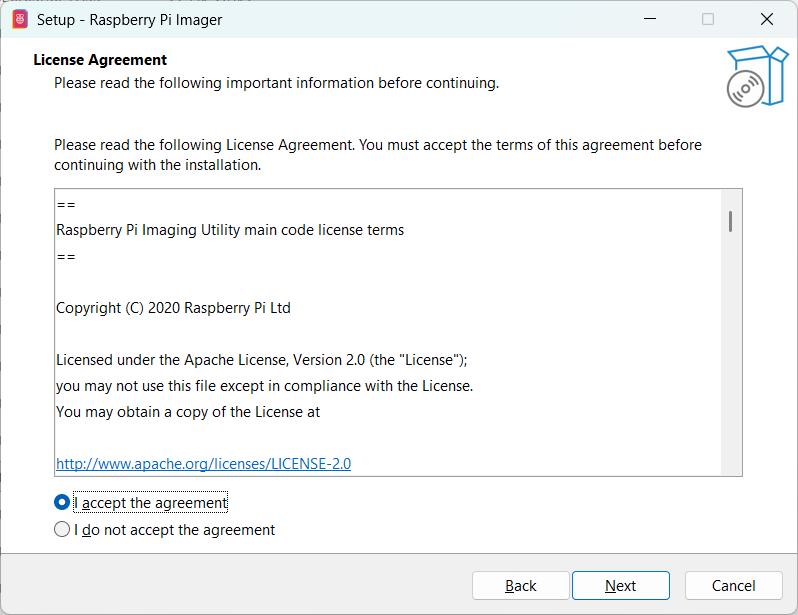 Setup - Raspberry Pi Imager
License Agreement
Please read the following important information before continuing.
Please read the following License Agreement. You must accept the terms of this agreement before
continuing with the installation.
==
Raspberry Pi Imaging Utility main code license terms
==
Copyright (C) 2020 Raspberry Pi Ltd
Licensed under the Apache License, Version 2.0 (the "License");
you may not use this file except in compliance with the License.
You may obtain a copy of the License at
http://www.apache.org/licenses/LICENSE-2.0
I accept the agreement
I do not accept the agreement
Back Next Cancel